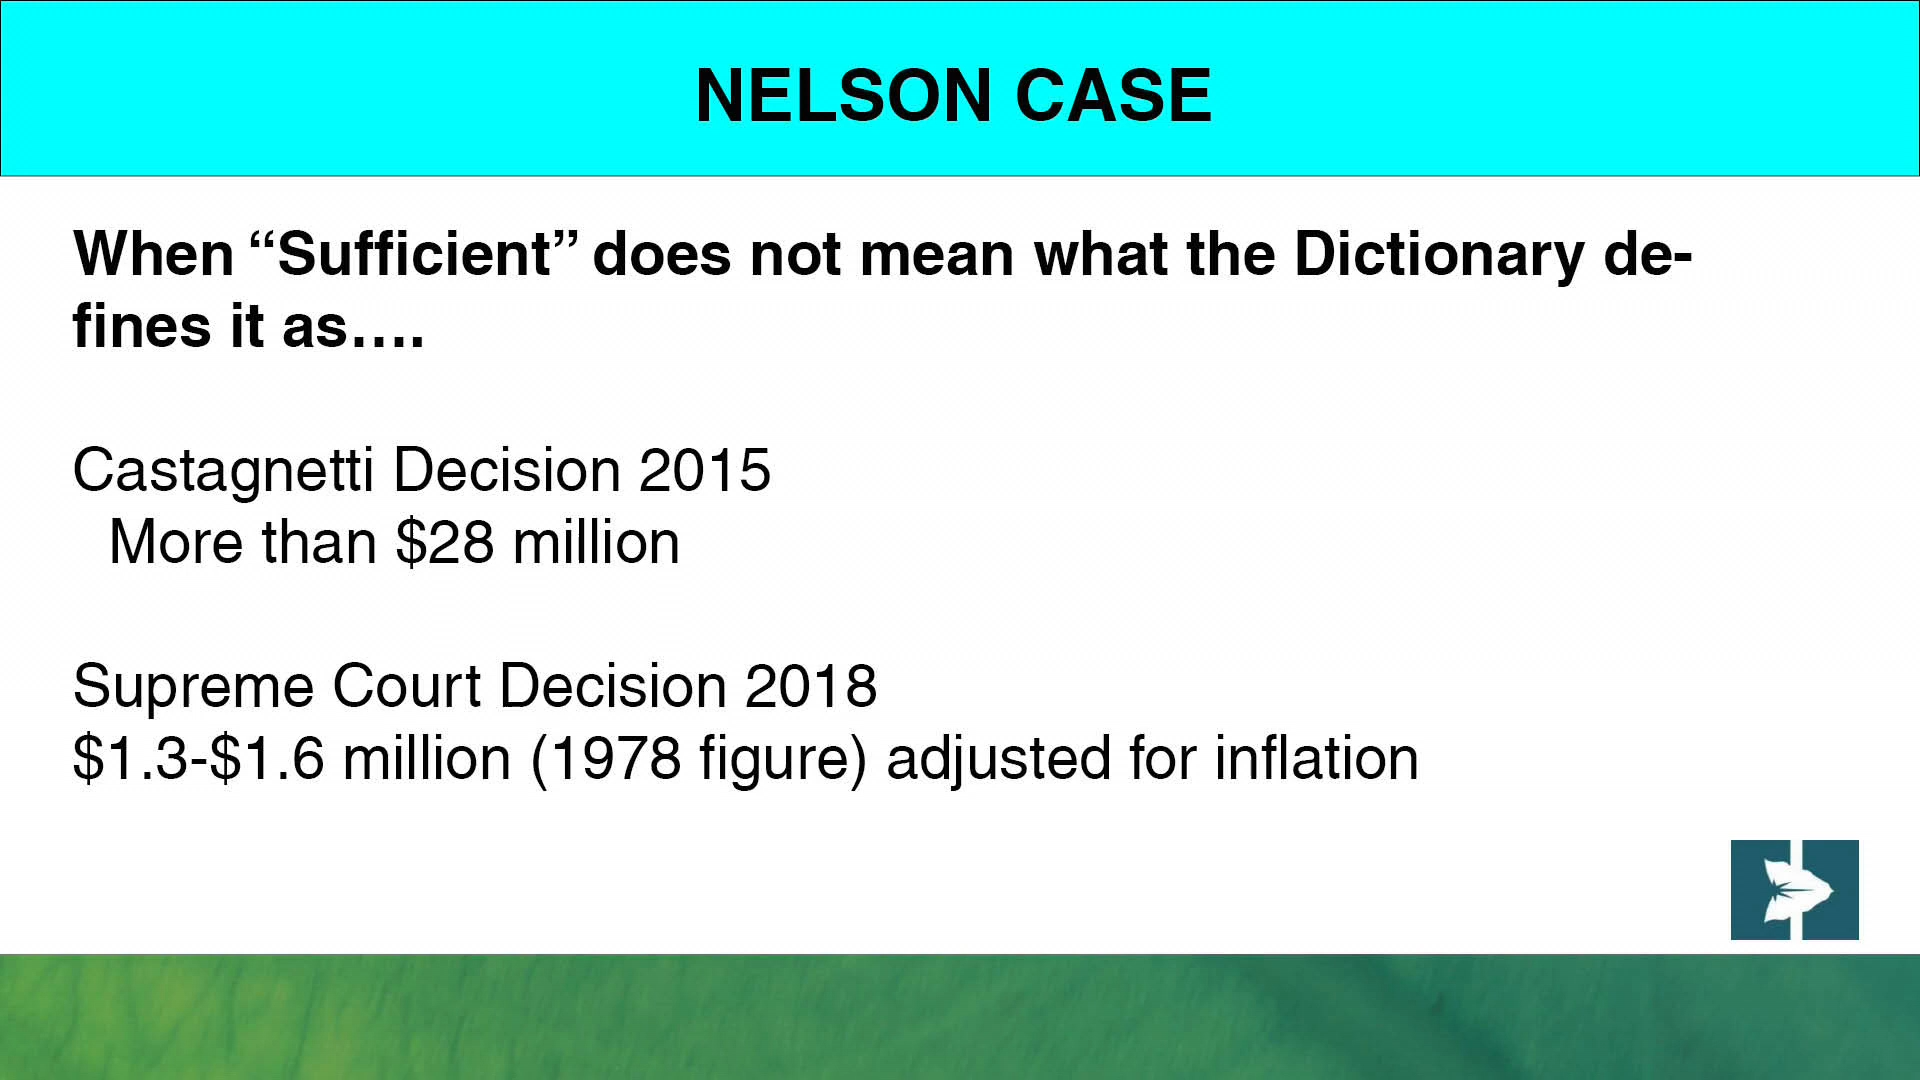 NELSON CASE
When “Sufficient” does not mean what the Dictionary de-
fines it as….
Castagnetti Decision 2015
More than $28 million
Supreme Court Decision 2018
$1.3-$1.6 million (1978 figure) adjusted for inflation